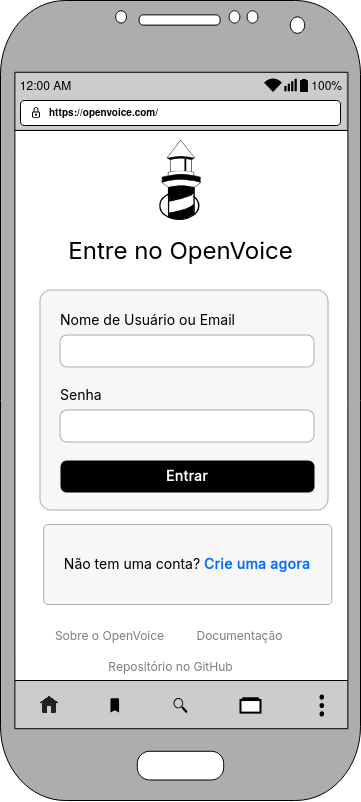 12:00 AM 100%
https://openvoice.com/
Entre no OpenVoice
Nome de Usuário ou Email
Senha
Entrar
Não tem uma conta? Crie uma agora
Sobre o OpenVoice Documentação
Repositório no GitHub